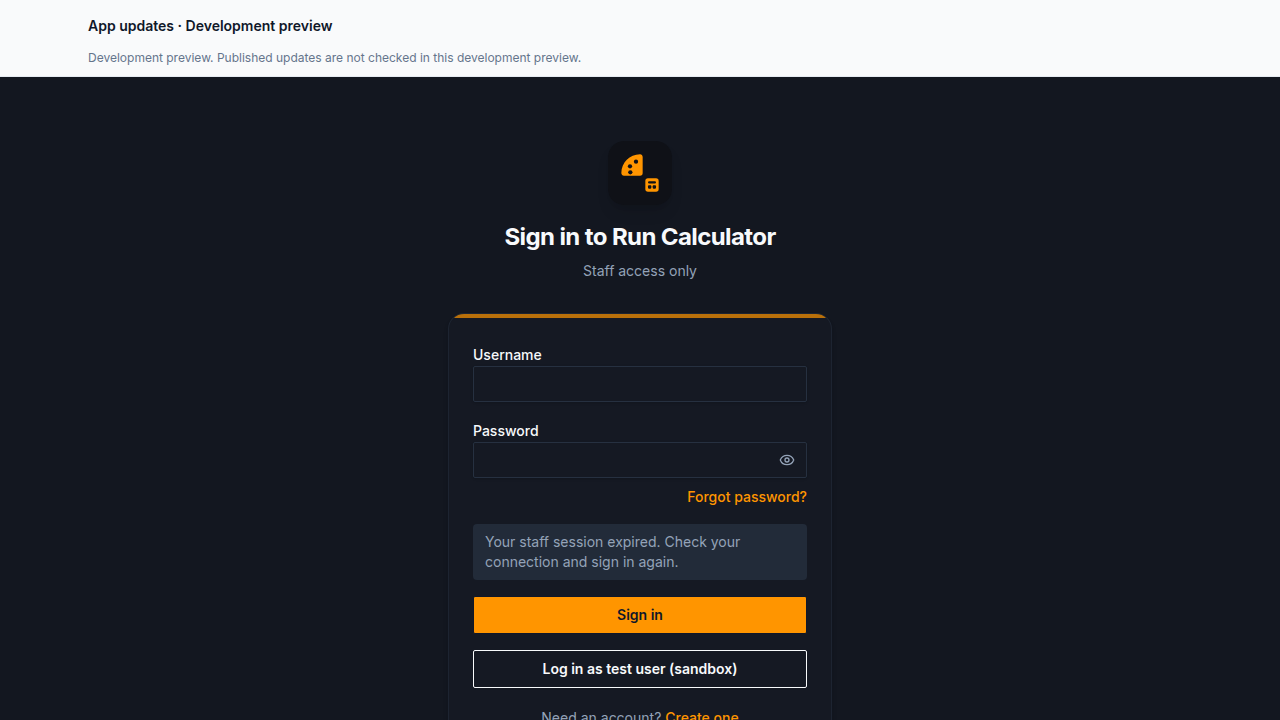 App updates · Development preview
Development preview. Published updates are not checked in this development preview.
Sign in to Run Calculator
Staff access only
Username
Password
Forgot password?
Your staff session expired. Check your
connection and sign in again.
Sign in
Log in as test user (sandbox)
Need an account? Create one